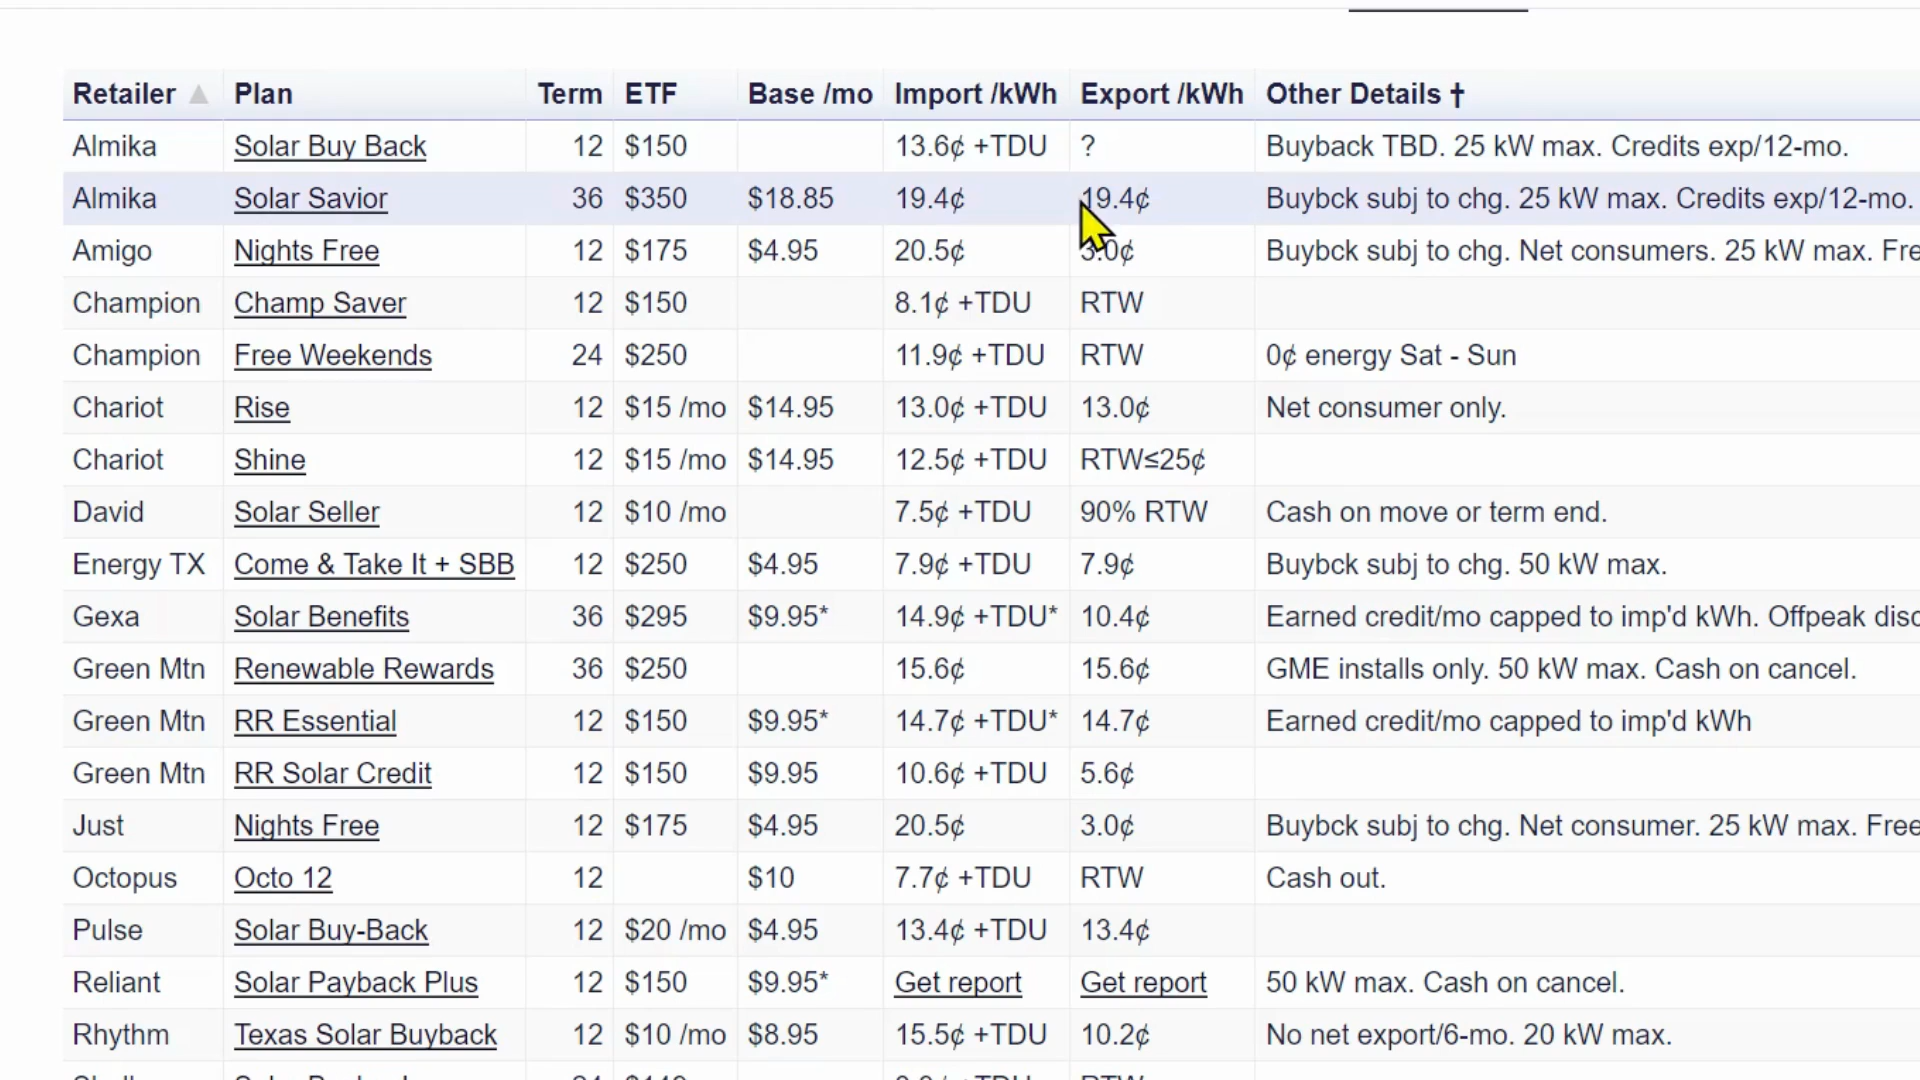 Retailer ▲ Plan Term ETF Base /mo Import /kWh Export /kWh Other Details †
Almika Solar Buy Back 12 $150 13.6¢ +TDU ? Buyback TBD. 25 kW max. Credits exp/12-mo.
Almika Solar Savior 36 $350 $18.85 19.4¢ 19.4¢ Buybck subj to chg. 25 kW max. Credits exp/12-mo.
Amigo Nights Free 12 $175 $4.95 20.5¢ 3.0¢ Buybck subj to chg. Net consumers. 25 kW max. Fre
Champion Champ Saver 12 $150 8.1¢ +TDU RTW
Champion Free Weekends 24 $250 11.9¢ +TDU RTW 0¢ energy Sat - Sun
Chariot Rise 12 $15 /mo $14.95 13.0¢ +TDU 13.0¢ Net consumer only.
Chariot Shine 12 $15 /mo $14.95 12.5¢ +TDU RTW≤25¢
David Solar Seller 12 $10 /mo 7.5¢ +TDU 90% RTW Cash on move or term end.
Energy TX Come & Take It + SBB 12 $250 $4.95 7.9¢ +TDU 7.9¢ Buybck subj to chg. 50 kW max.
Gexa Solar Benefits 36 $295 $9.95* 14.9¢ +TDU* 10.4¢ Earned credit/mo capped to imp'd kWh. Offpeak disc
Green Mtn Renewable Rewards 36 $250 15.6¢ 15.6¢ GME installs only. 50 kW max. Cash on cancel.
Green Mtn RR Essential 12 $150 $9.95* 14.7¢ +TDU* 14.7¢ Earned credit/mo capped to imp'd kWh
Green Mtn RR Solar Credit 12 $150 $9.95 10.6¢ +TDU 5.6¢
Just Nights Free 12 $175 $4.95 20.5¢ 3.0¢ Buybck subj to chg. Net consumer. 25 kW max. Free
Octopus Octo 12 12 $10 7.7¢ +TDU RTW Cash out.
Pulse Solar Buy-Back 12 $20 /mo $4.95 13.4¢ +TDU 13.4¢
Reliant Solar Payback Plus 12 $150 $9.95* Get report Get report 50 kW max. Cash on cancel.
Rhythm Texas Solar Buyback 12 $10 /mo $8.95 15.5¢ +TDU 10.2¢ No net export/6-mo. 20 kW max.